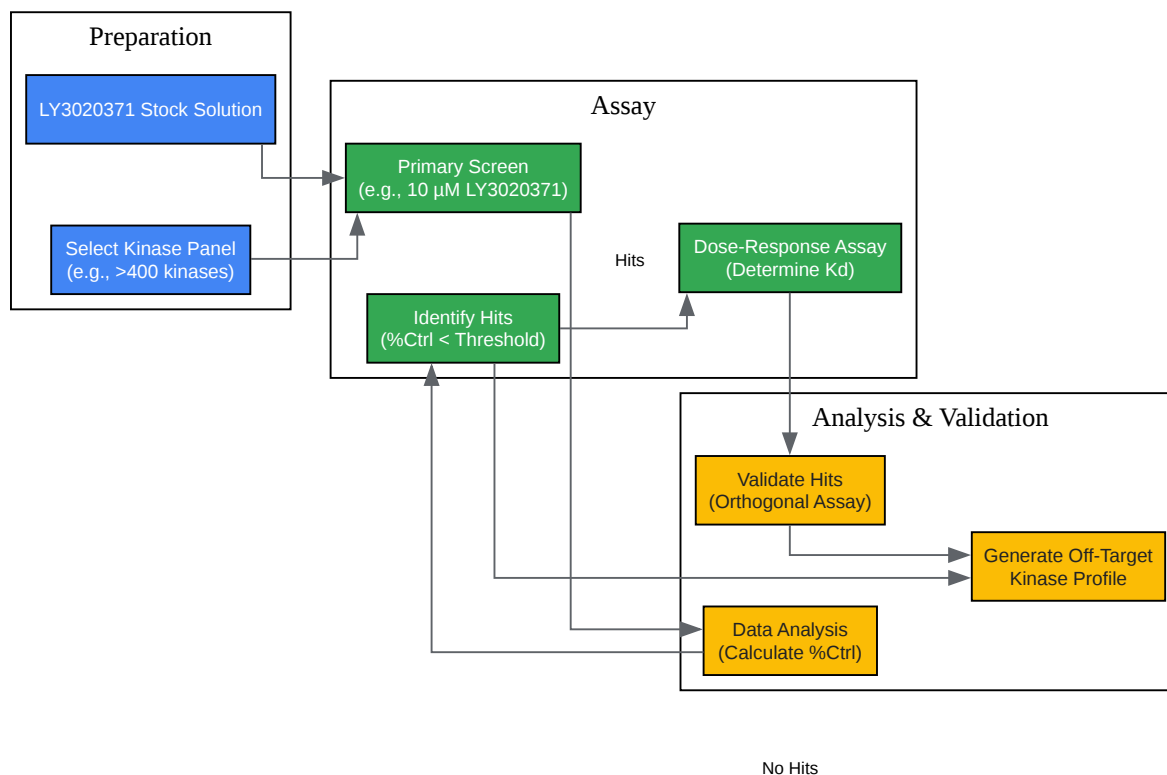 Preparation
LY3020371 Stock Solution
Select Kinase Panel
(e.g., >400 kinases)
Assay
Primary Screen
(e.g., 10 µM LY3020371)
Hits
Dose-Response Assay
(Determine Kd)
Identify Hits
(%Ctrl < Threshold)
Analysis & Validation
Validate Hits
(Orthogonal Assay)
Generate Off-Target
Kinase Profile
Data Analysis
(Calculate %Ctrl)
No Hits